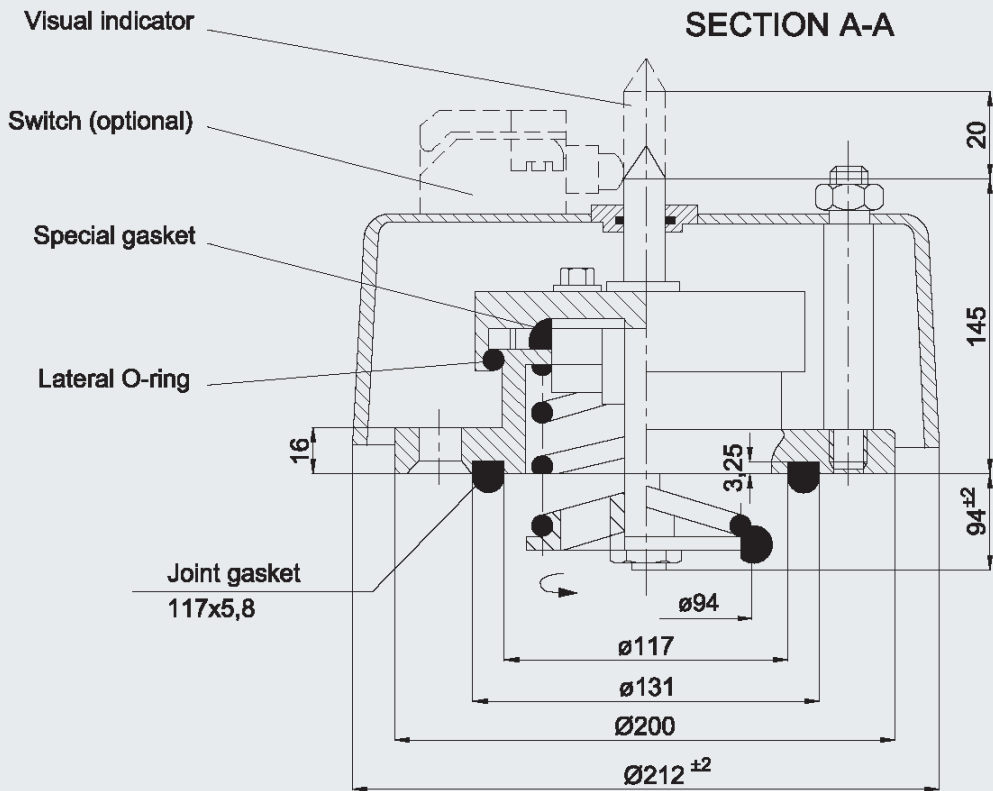 Visual indicator
SECTION A-A
Switch (optional)
20
Special gasket
145
Lateral O-ring
16
3,25
94±2
Joint gasket
117x5,8
ø94
ø117
ø131
Ø200
Ø212 ±2